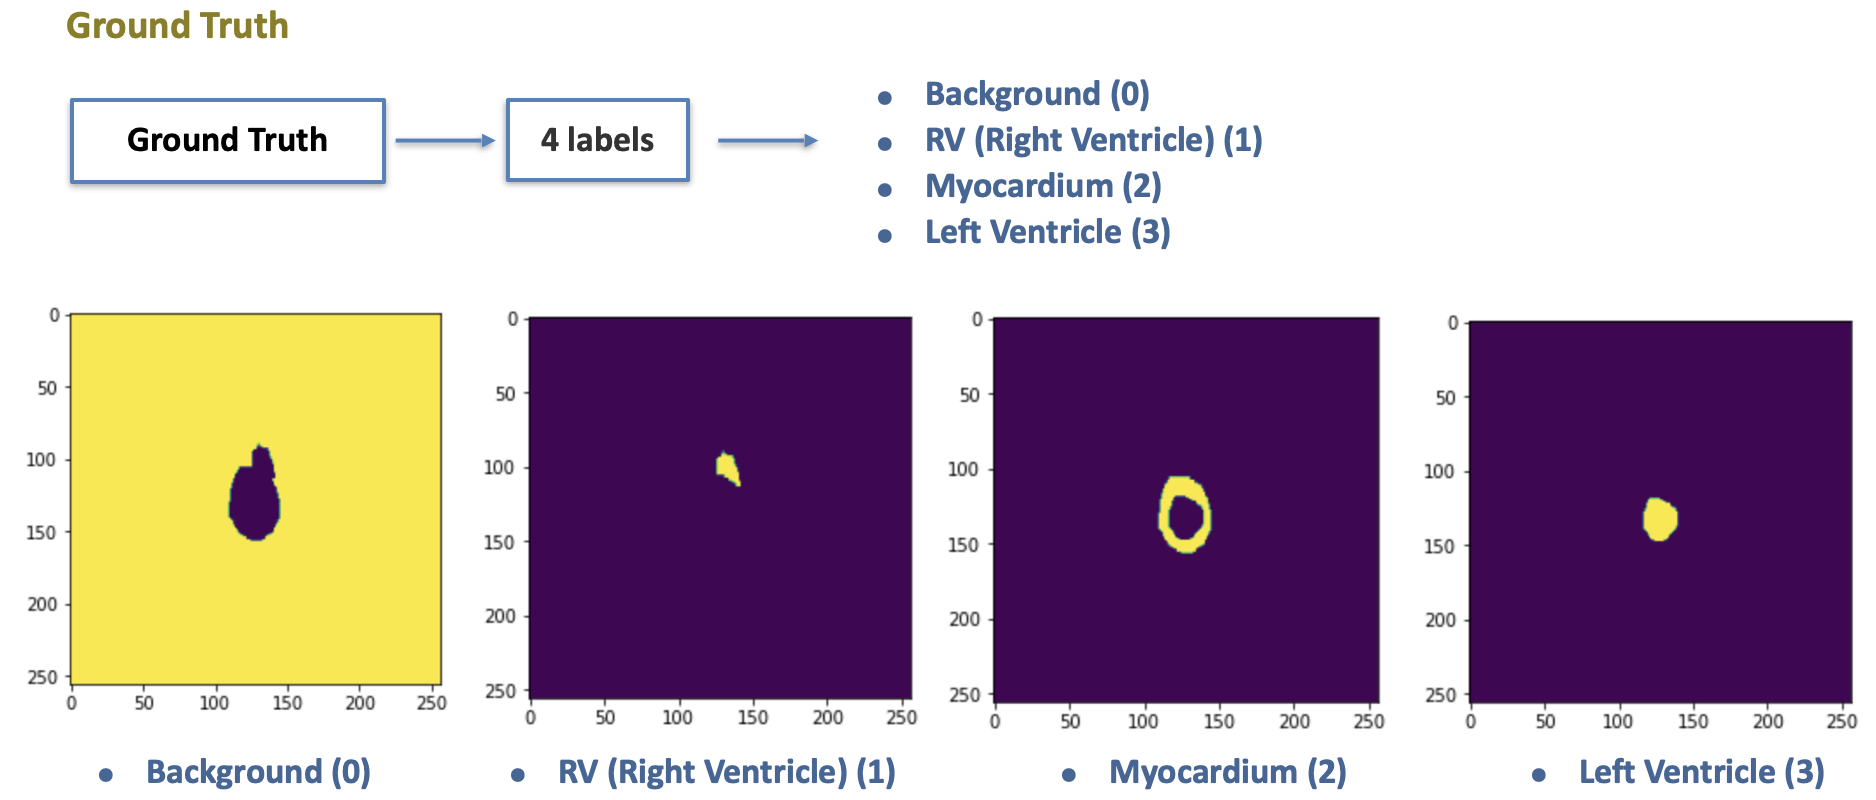 Ground Truth
Ground Truth
4 labels
• Background (0)
• RV (Right Ventricle) (1)
• Myocardium (2)
• Left Ventricle (3)
0
50
100
150
200
250
0 50 100 150 200 250
0
50
100
150
200
250
0 50 100 150 200 250
0
50
100
150
200
250
0 50 100 150 200 250
0
50
100
150
200
250
0 50 100 150 200 250
• Background (0)
• RV (Right Ventricle) (1)
• Myocardium (2)
• Left Ventricle (3)